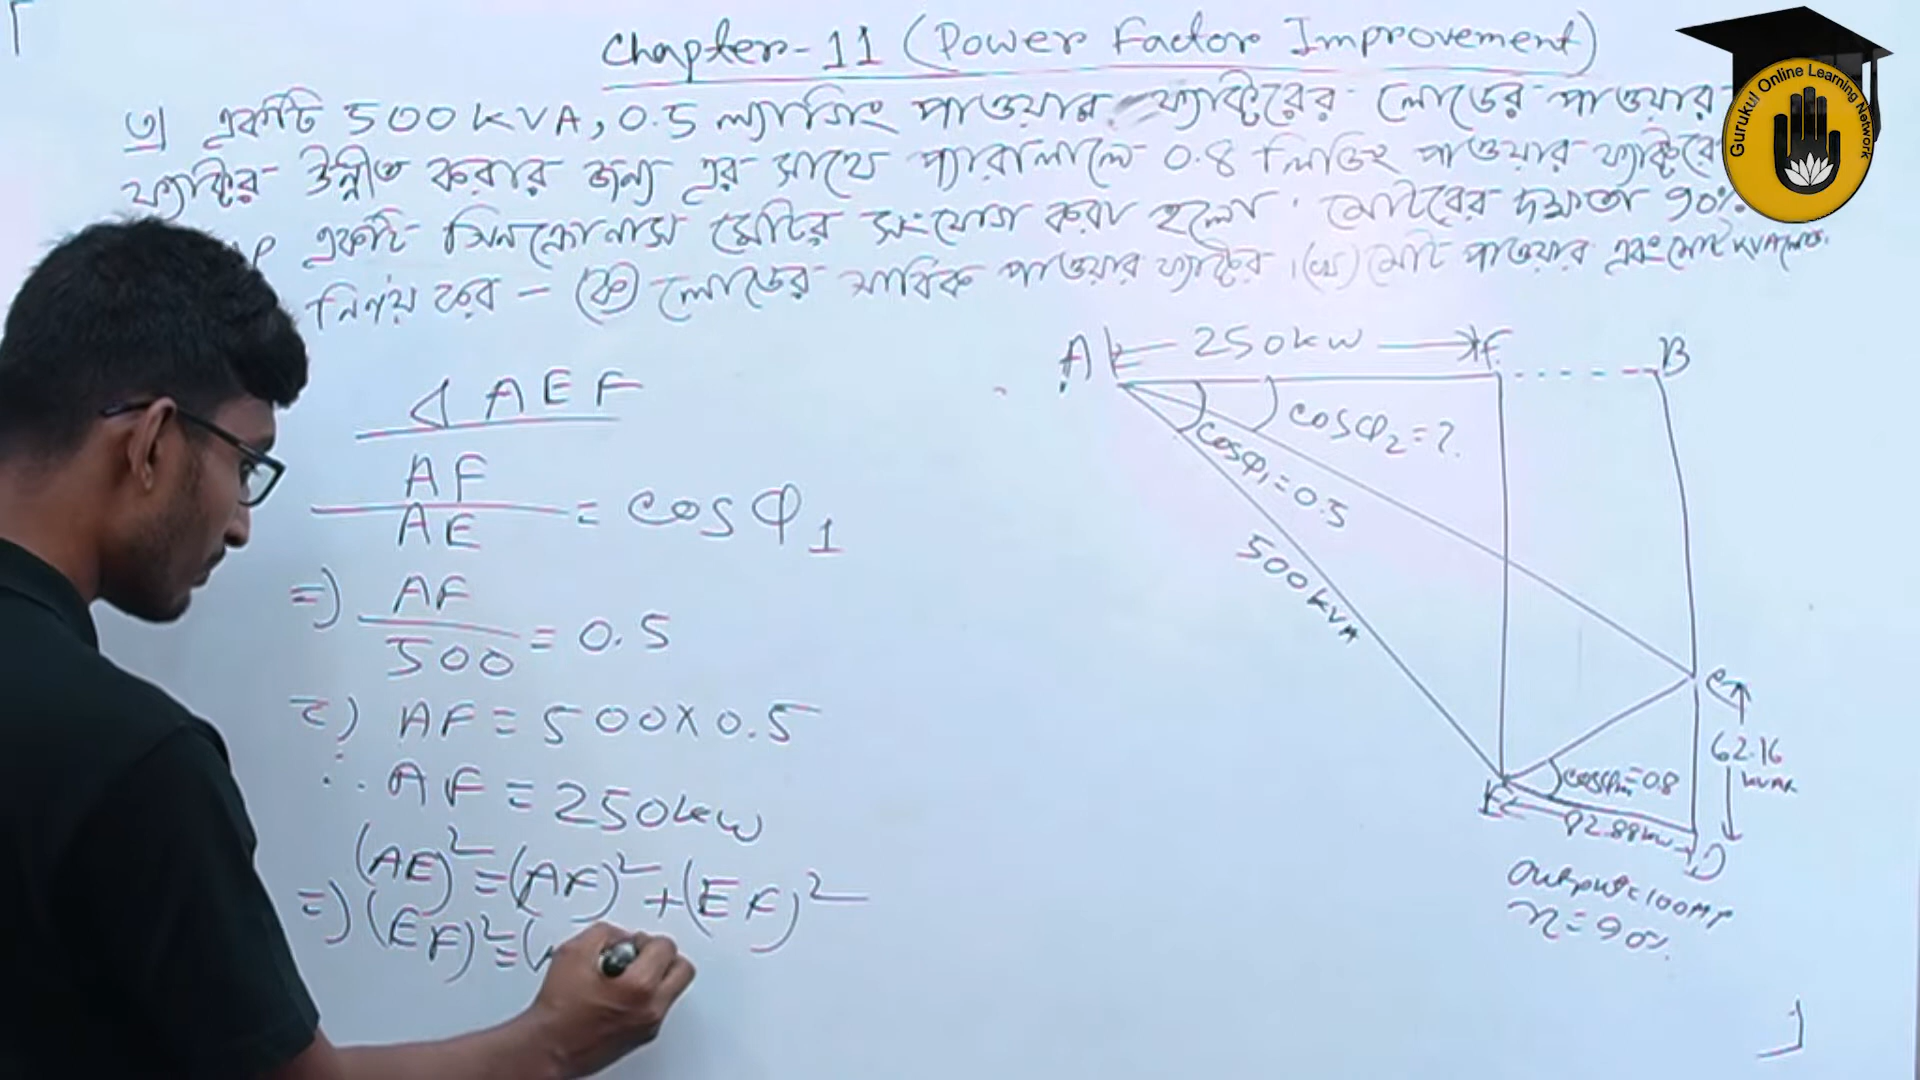 Chapter-11 (Power Factor Improvement)
৩| একটি 500KVA, 0.5 ল্যাগিং পাওয়ার ফ্যাক্টরের লোডের পাওয়ার
ফ্যাক্টর উন্নীত করার জন্য এর সাথে প্যারালালে 0.8 লিডিং পাওয়ার ফ্যাক্টরে
P একটি সিনক্রোনাস মোটর সংযোগ করা হলো। মোটরের দক্ষতা 90%.
নির্ণয় কর - (ক) লোডের সার্বিক পাওয়ার ফ্যাক্টর। (খ) মোট পাওয়ার এবং মোট KVA
Gurukul Online Learning Network
A 250kw F B
cosφ2=?
cosφ1=0.5
500kVA
C
62.16
kVAR
cosφm=0.8
E 82.88kw D
output=100HP
η=90%.
◁ AEF
AF
AE = cosφ1
=) AF
500 = 0.5
=) AF = 500×0.5
∴ AF = 250kw
(AE)²=(AF)²+(EF)²
=) (EF)²=(